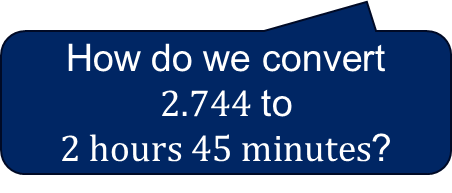 How do we convert
2.744 to
2 hours 45 minutes?